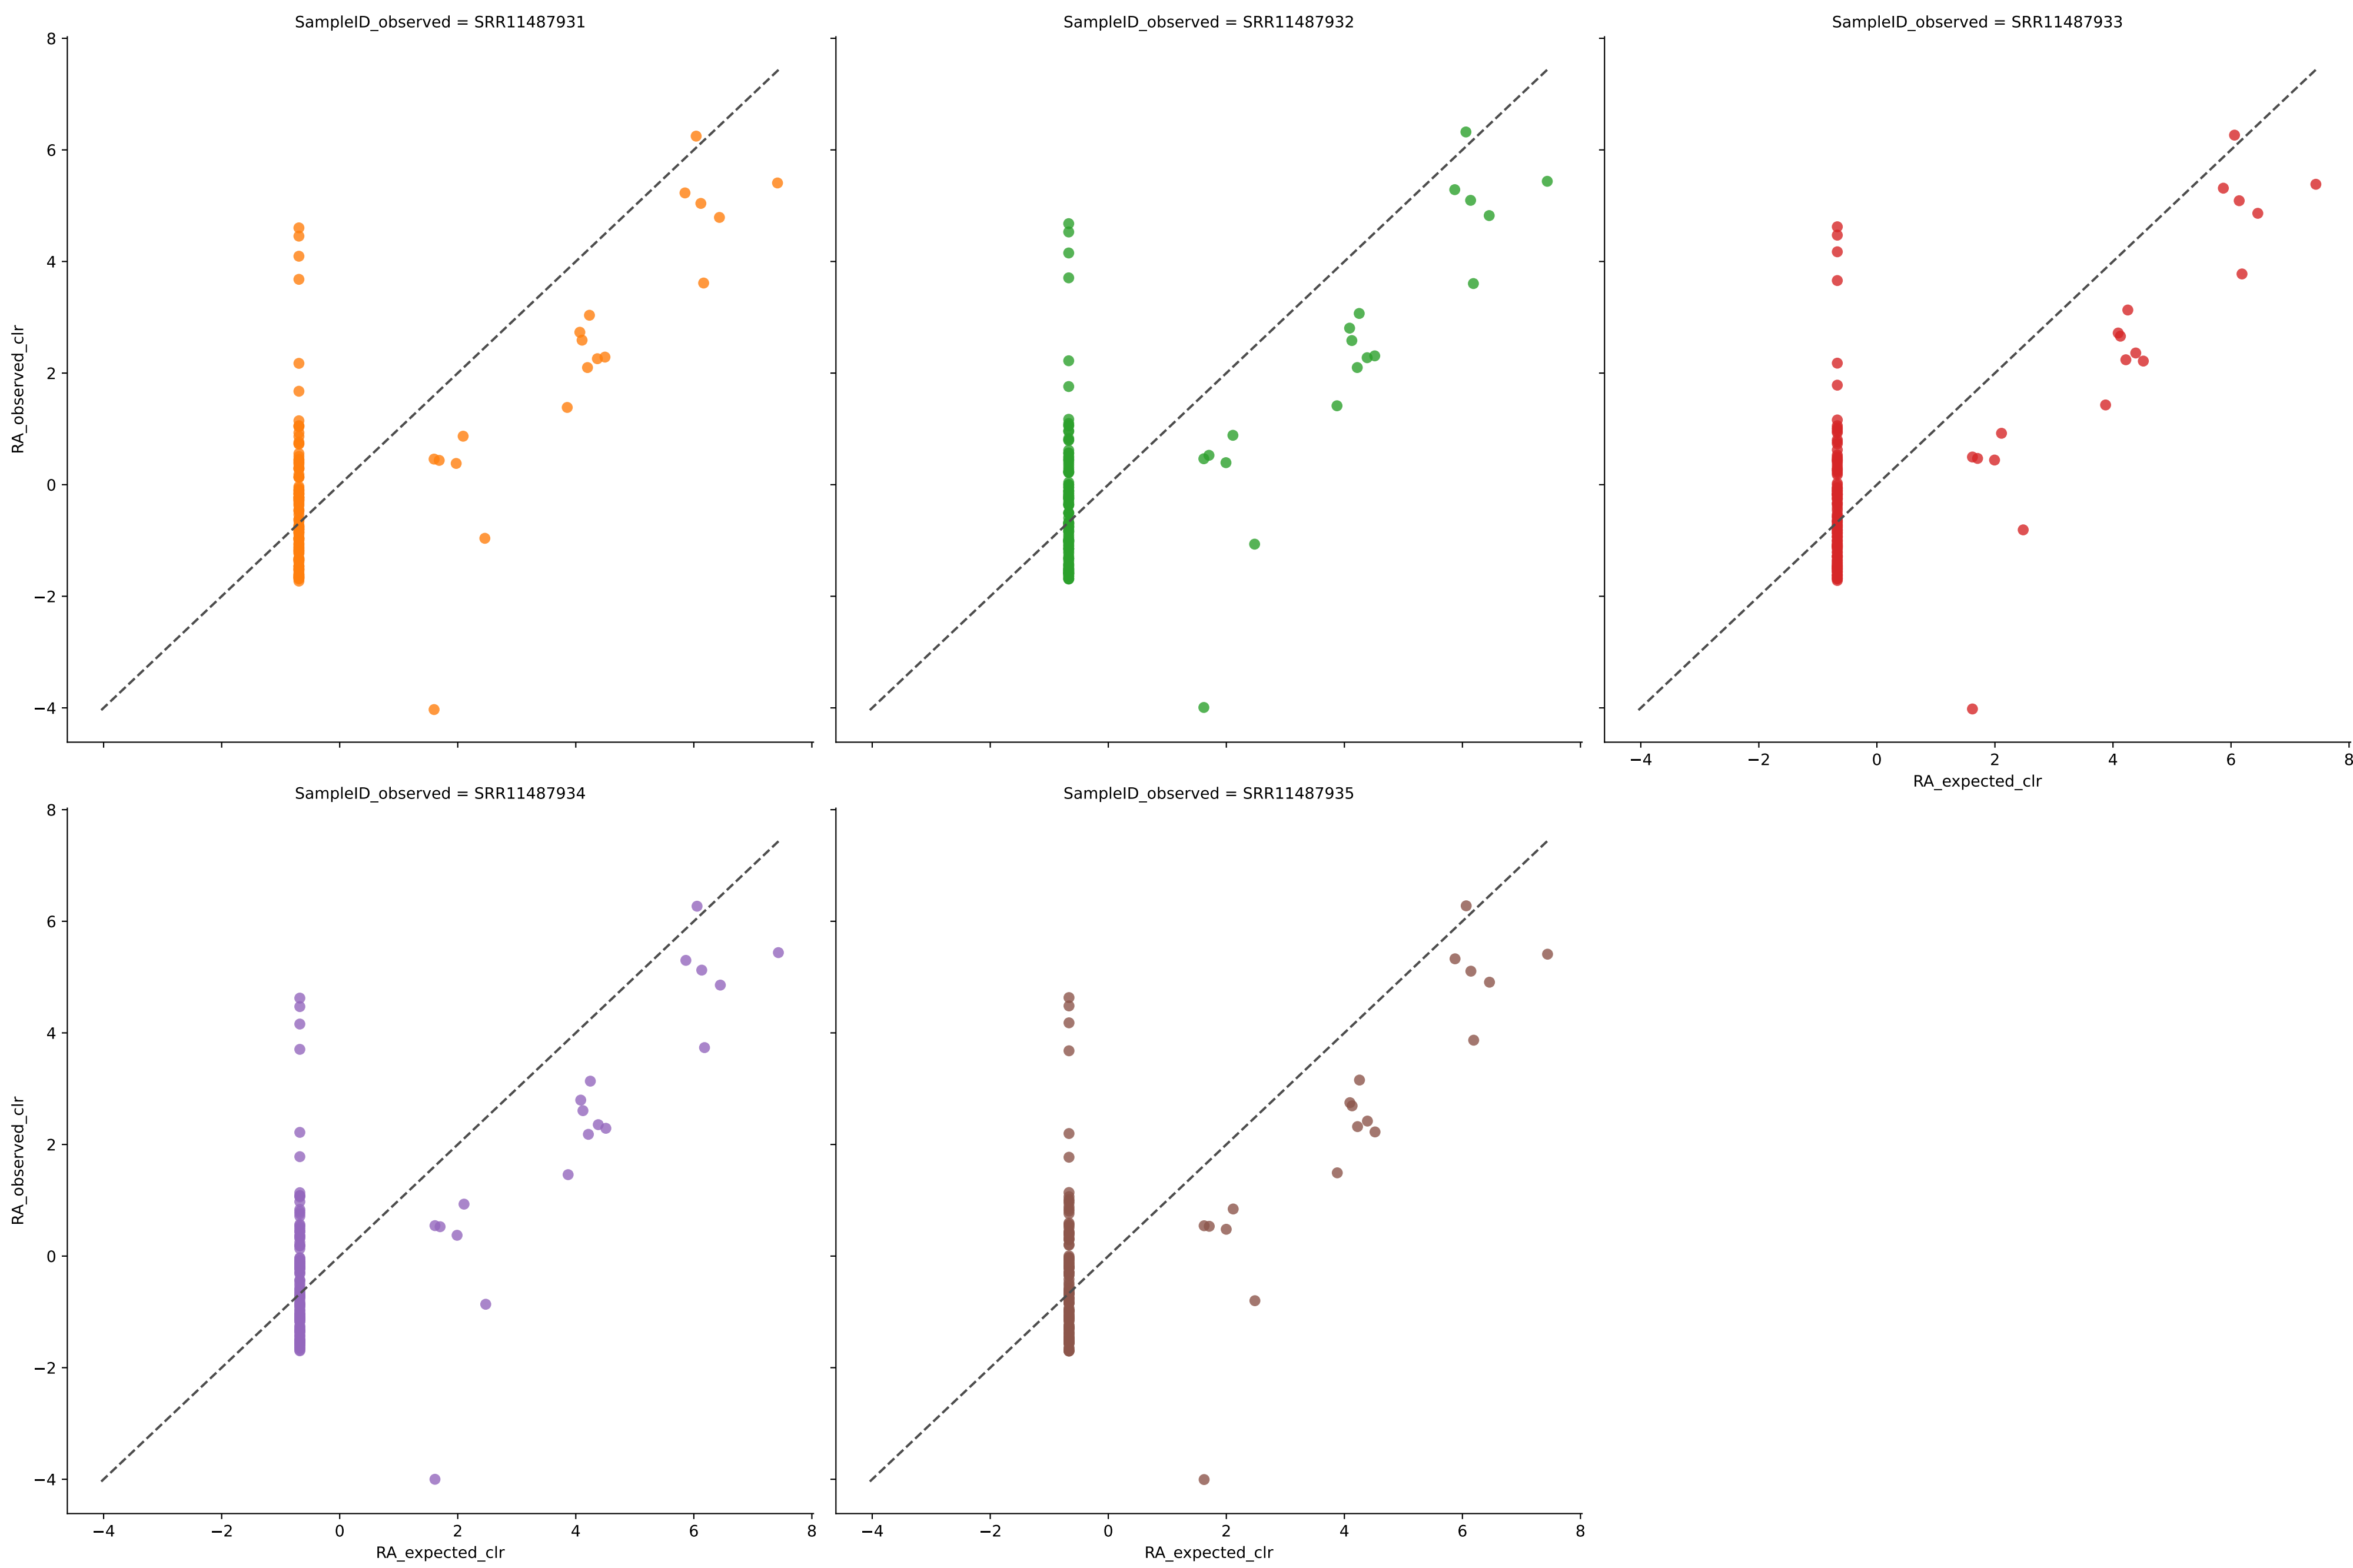 SampleID_observed = SRR11487931
SampleID_observed = SRR11487932
SampleID_observed = SRR11487933
8
6
4
2
0
−2
−4
RA_observed_clr
−4 −2 0 2 4 6 8
RA_expected_clr
SampleID_observed = SRR11487934
SampleID_observed = SRR11487935
8
6
4
2
0
−2
−4
RA_observed_clr
−4 −2 0 2 4 6 8
RA_expected_clr
−4 −2 0 2 4 6 8
RA_expected_clr